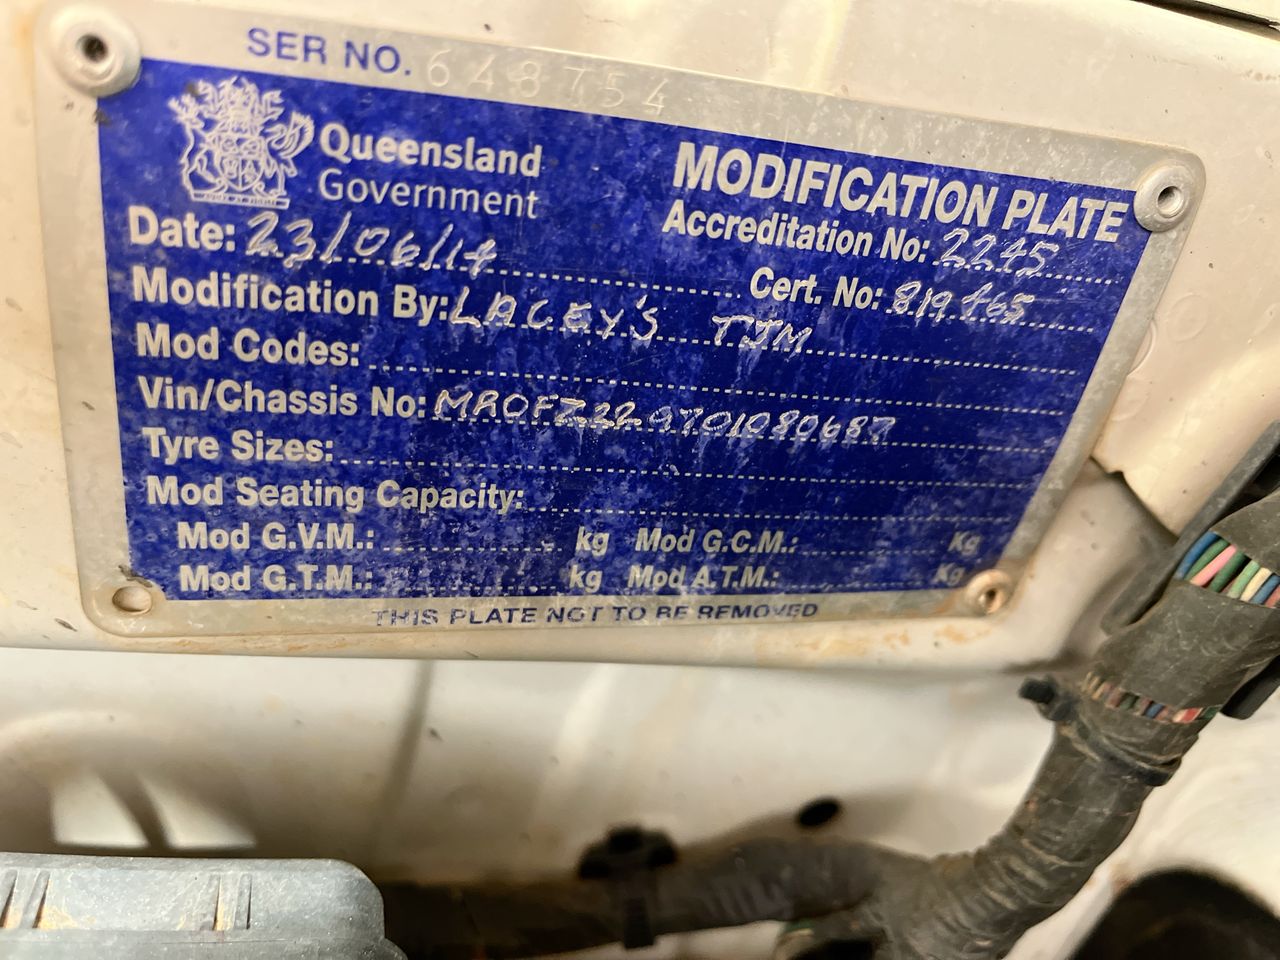 SER NO. 648754
Queensland
Government
MODIFICATION PLATE
Accreditation No: 2245
Date: 23/06/14
Cert. No: 819465
Modification By: LACEY'S TJM
Mod Codes:
Vin/Chassis No: MROFZ22G701080687
Tyre Sizes:
Mod Seating Capacity:
Mod G.V.M.: kg Mod G.C.M.: Kg
Mod G.T.M.: kg Mod A.T.M.: Kg
THIS PLATE NOT TO BE REMOVED